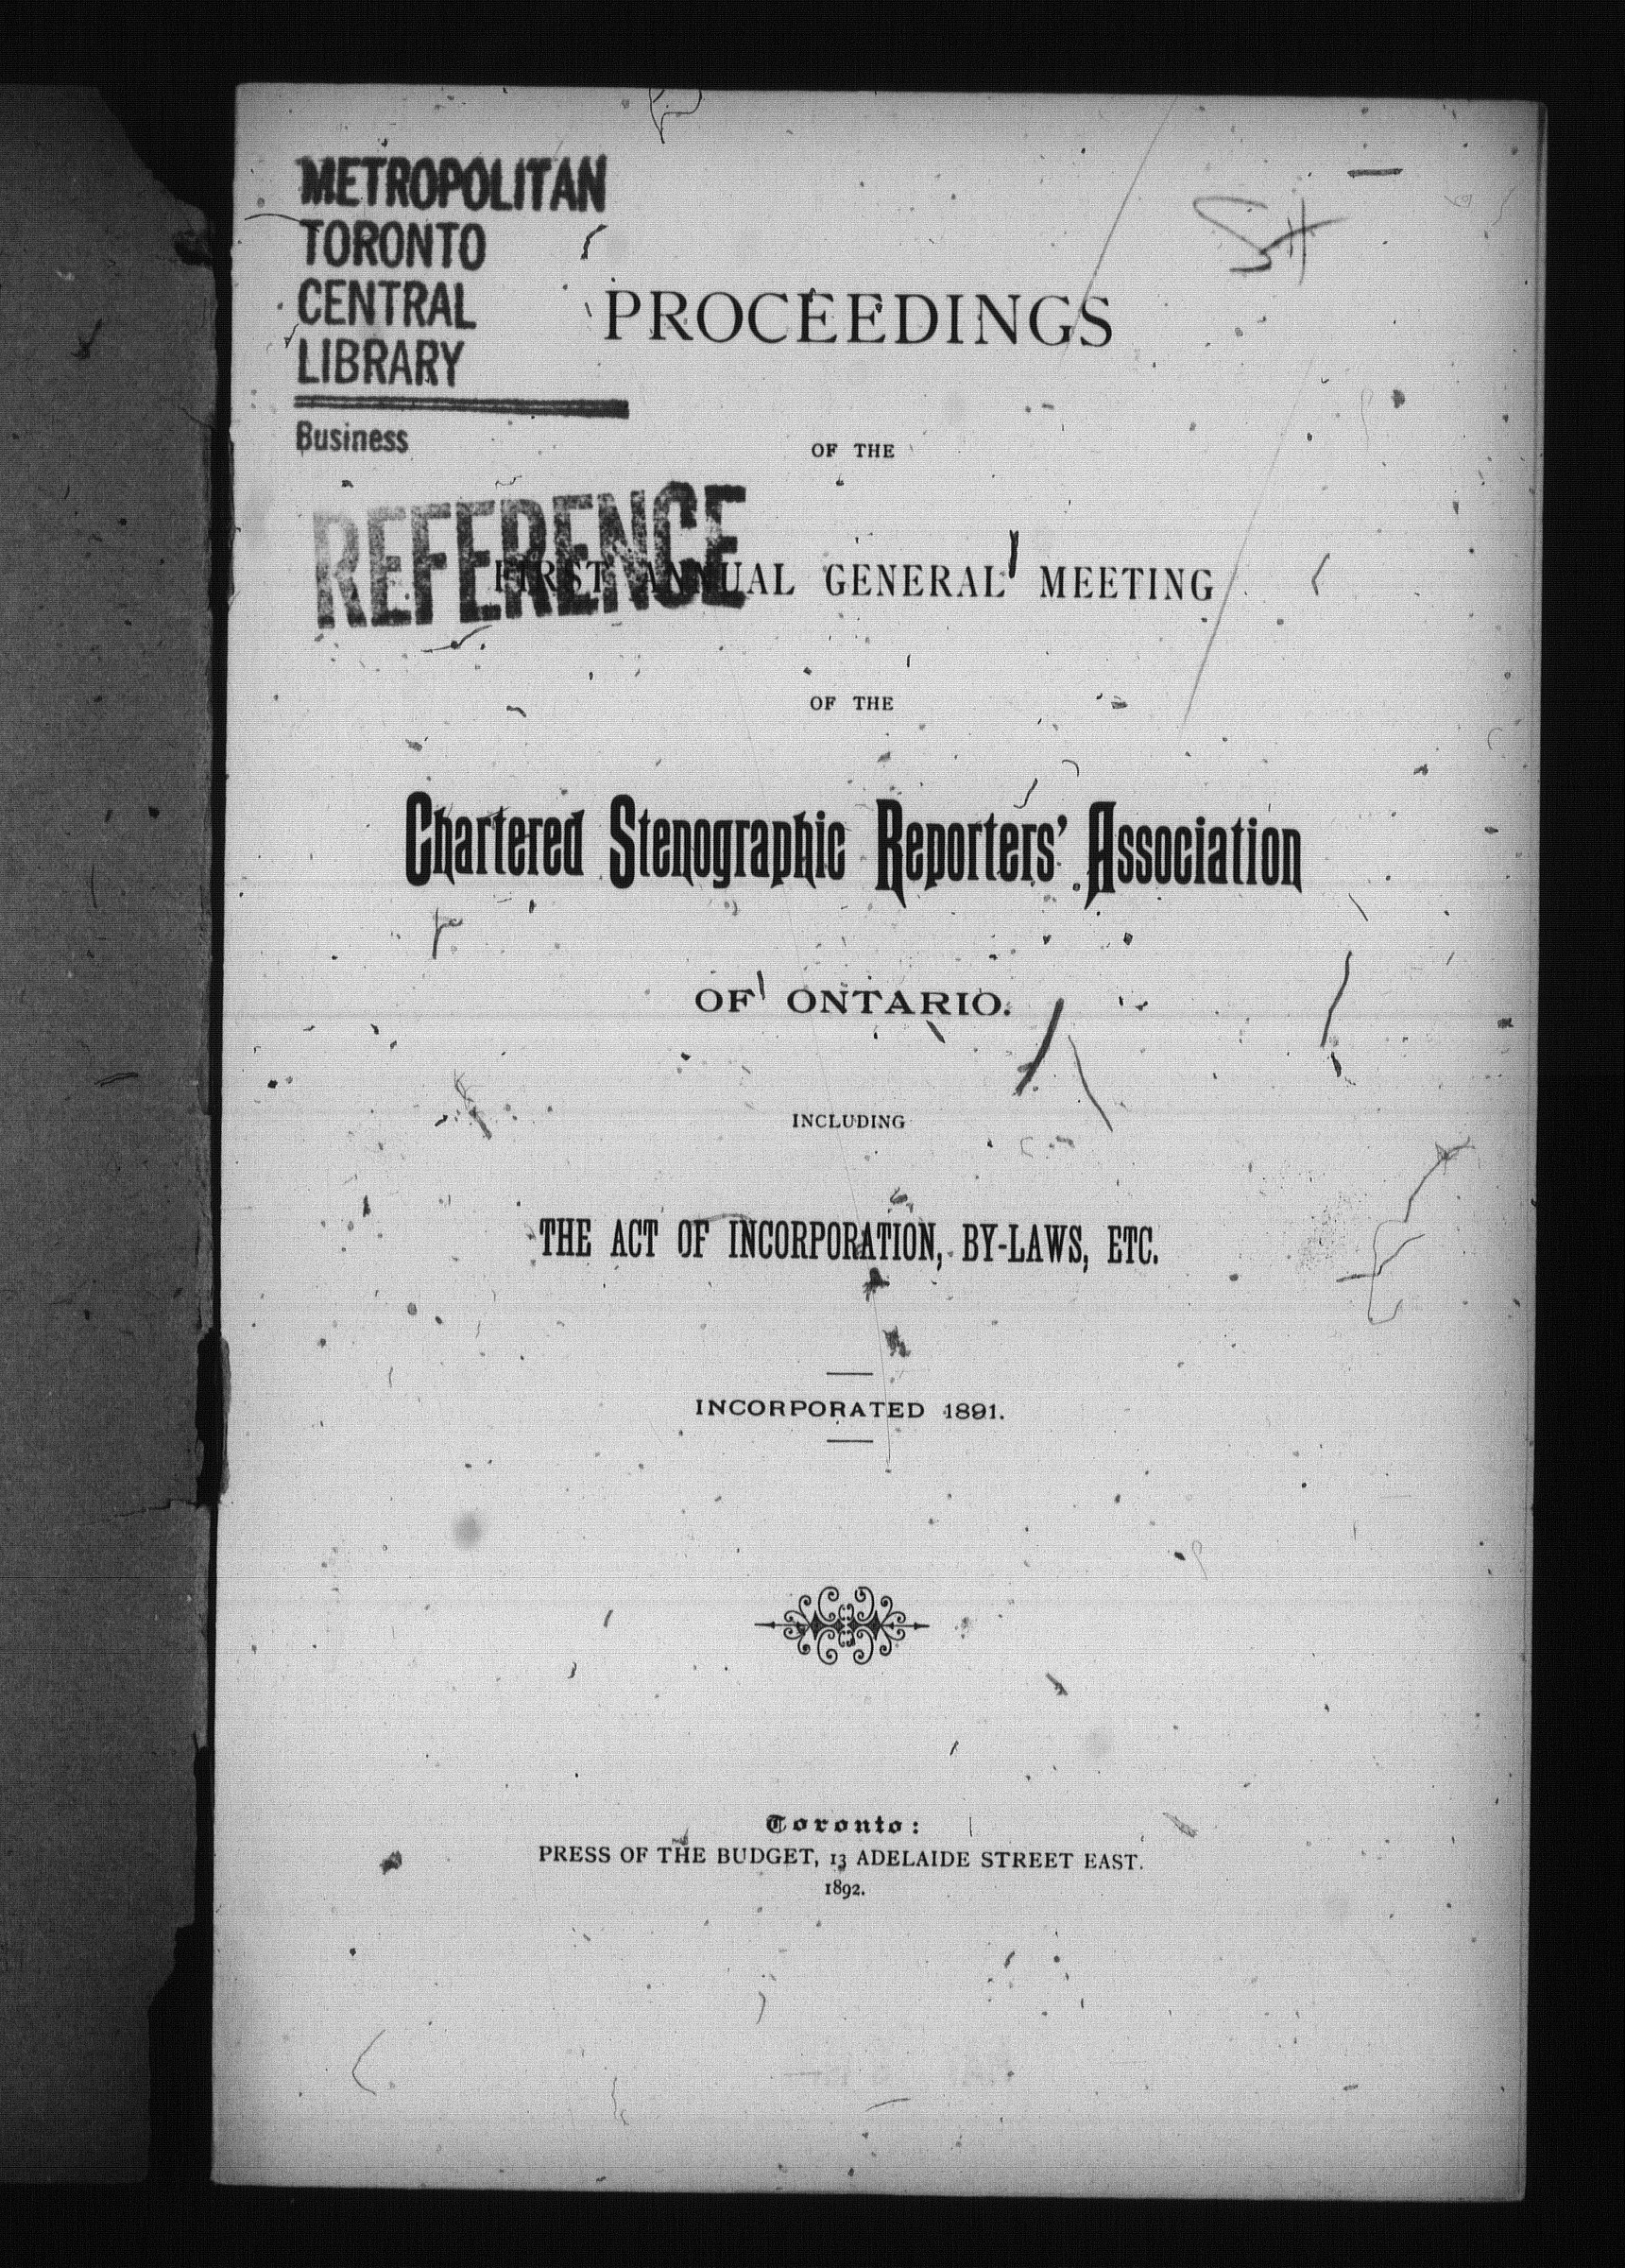 METROPOLITAN
TORONTO
CENTRAL
LIBRARY
Business
REFERENCE
PROCEEDINGS
OF THE
FIRST ANNUAL GENERAL MEETING
OF THE
Chartered Stenographic Reporters' Association
OF ONTARIO.
INCLUDING
THE ACT OF INCORPORATION, BY-LAWS, ETC.
INCORPORATED 1891.
Toronto:
PRESS OF THE BUDGET, 13 ADELAIDE STREET EAST.
1892.